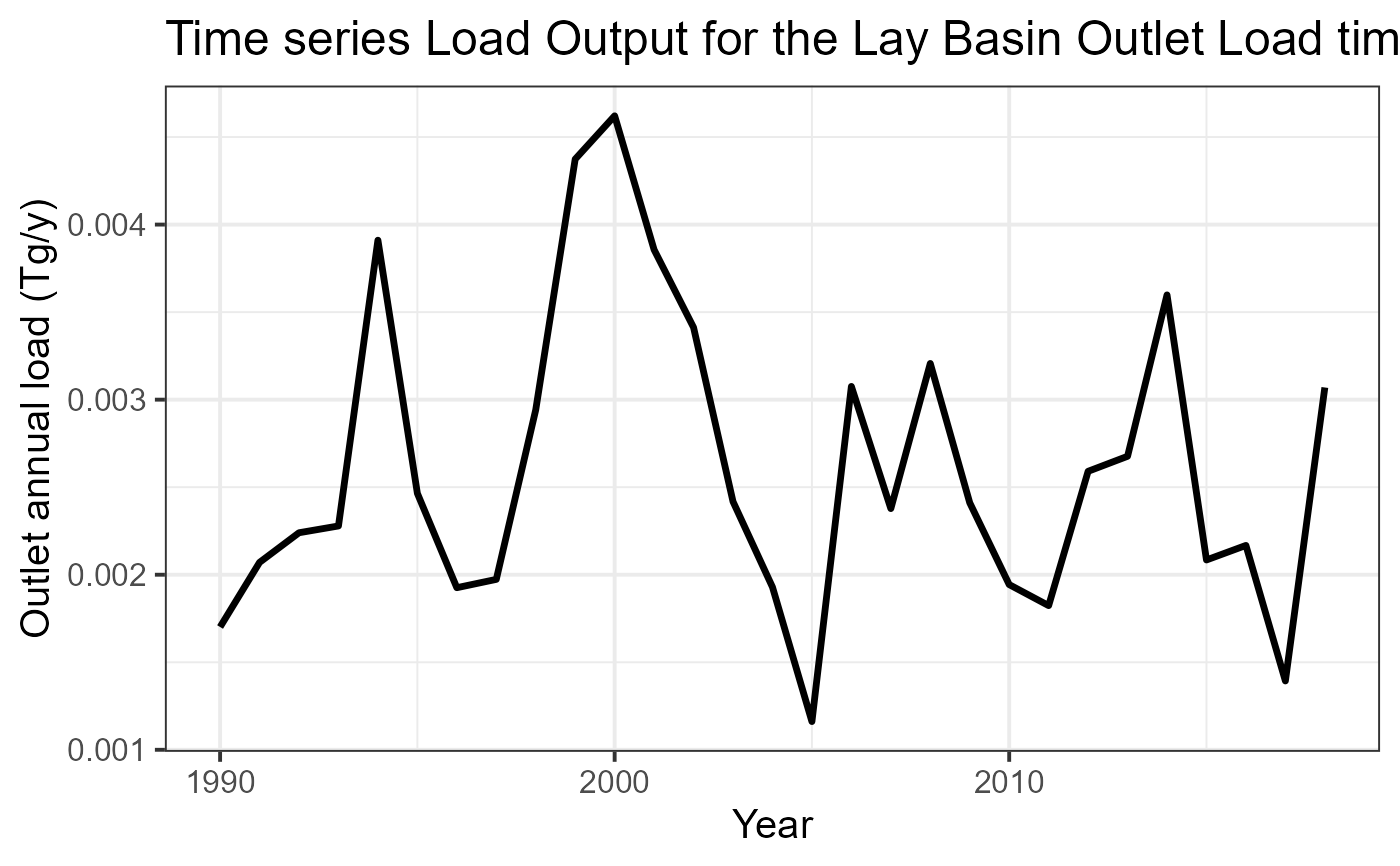 Time series Load Output for the Lay Basin Outlet Load tim
Outlet annual load (Tg/y)
0.004
0.003
0.002
0.001
1990 2000 2010
Year